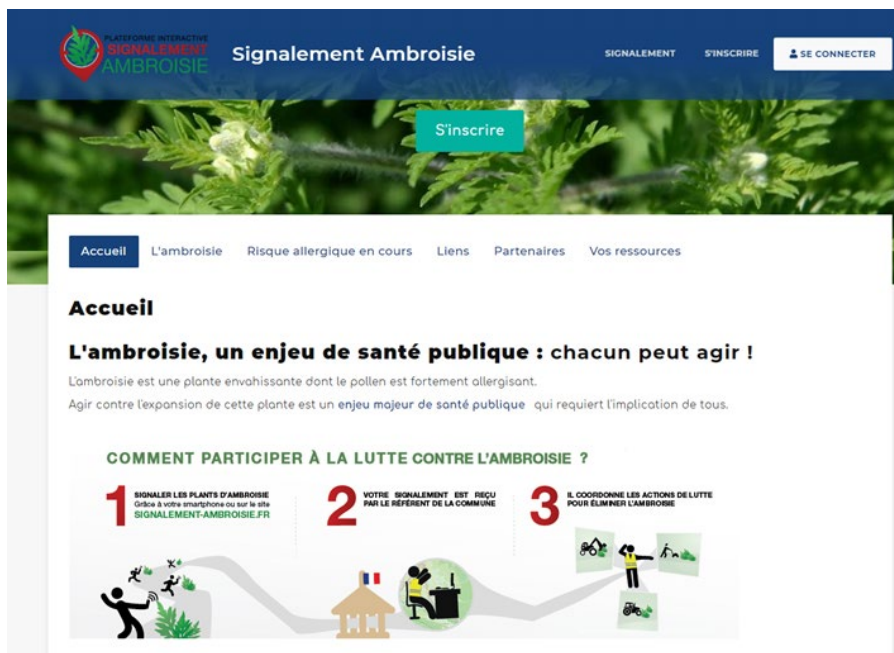 PLATEFORME INTERACTIVE
SIGNALEMENT
AMBROISIE
Signalement Ambroisie
SIGNALEMENT
S'INSCRIRE
SE CONNECTER
S'inscrire
Accueil
L'ambroisie
Risque allergique en cours
Liens
Partenaires
Vos ressources
Accueil
L'ambroisie, un enjeu de santé publique : chacun peut agir !
L'ambroisie est une plante envahissante dont le pollen est fortement allergisant.
Agir contre l'expansion de cette plante est un enjeu majeur de santé publique qui requiert l'implication de tous.
COMMENT PARTICIPER À LA LUTTE CONTRE L'AMBROISIE ?
1
SIGNALER LES PLANTS D'AMBROISIE
Grâce à votre smartphone ou sur le site
SIGNALEMENT-AMBROISIE.FR
2
VOTRE SIGNALEMENT EST REÇU
PAR LE RÉFÉRENT DE LA COMMUNE
3
IL COORDONNE LES ACTIONS DE LUTTE
POUR ÉLIMINER L'AMBROISIE